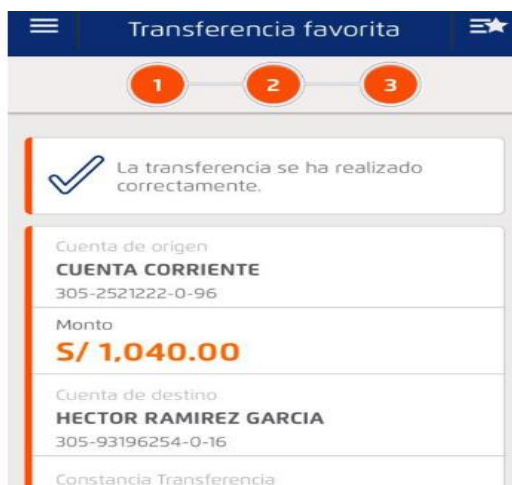 Transferencia favorita
1 2 3
La transferencia se ha realizado
correctamente.
Cuenta de origen
CUENTA CORRIENTE
305-2521222-0-96
Monto
S/ 1,040.00
Cuenta de destino
HECTOR RAMIREZ GARCIA
305-93196254-0-16
Constancia Transferencia